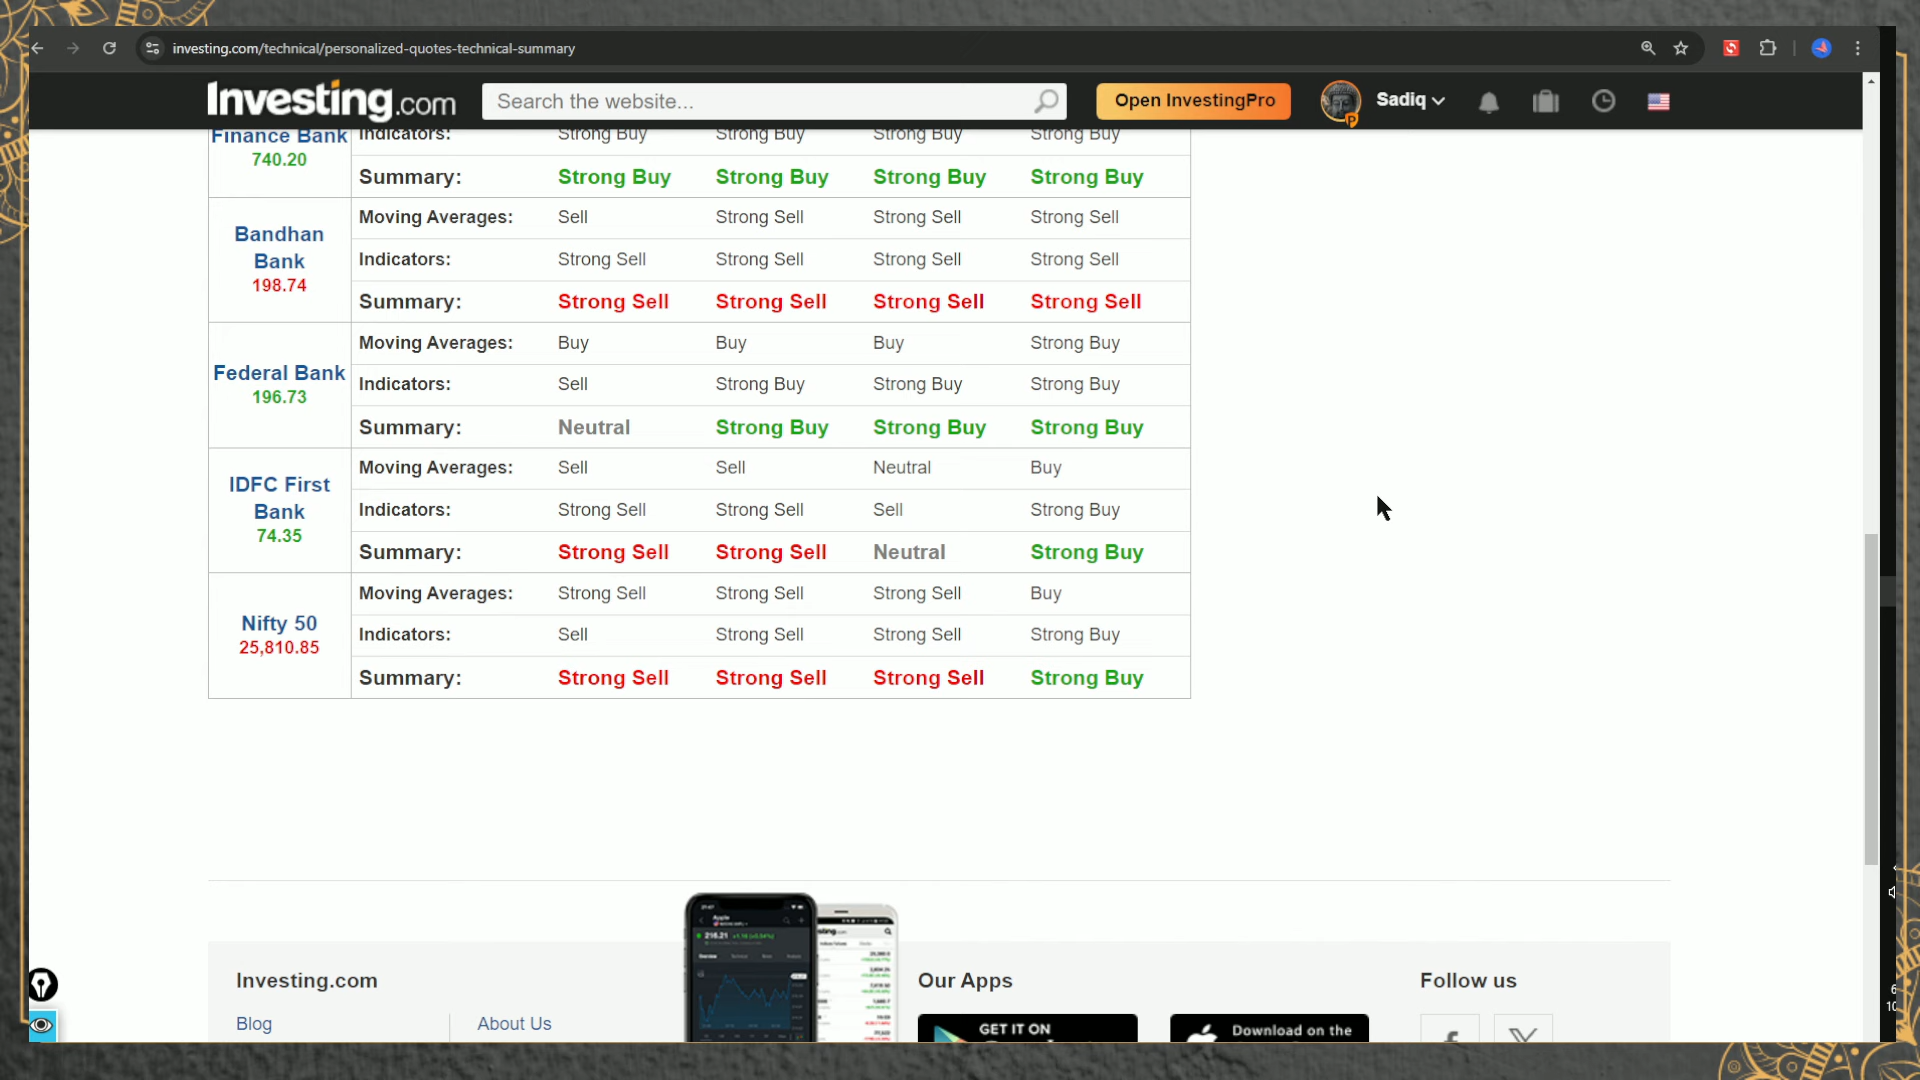 investing.com/technical/personalized-quotes-technical-summary
Investing.com
Search the website...
Open InvestingPro
Sadiq
Finance Bank
740.20
Indicators: Strong Buy Strong Buy Strong Buy Strong Buy
Summary: Strong Buy Strong Buy Strong Buy Strong Buy
Bandhan
Bank
198.74
Moving Averages: Sell Strong Sell Strong Sell Strong Sell
Indicators: Strong Sell Strong Sell Strong Sell Strong Sell
Summary: Strong Sell Strong Sell Strong Sell Strong Sell
Federal Bank
196.73
Moving Averages: Buy Buy Buy Strong Buy
Indicators: Sell Strong Buy Strong Buy Strong Buy
Summary: Neutral Strong Buy Strong Buy Strong Buy
IDFC First
Bank
74.35
Moving Averages: Sell Sell Neutral Buy
Indicators: Strong Sell Strong Sell Sell Strong Buy
Summary: Strong Sell Strong Sell Neutral Strong Buy
Nifty 50
25,810.85
Moving Averages: Strong Sell Strong Sell Strong Sell Buy
Indicators: Sell Strong Sell Strong Sell Strong Buy
Summary: Strong Sell Strong Sell Strong Sell Strong Buy
Investing.com
Blog
About Us
Apple
216.21
Our Apps
GET IT ON
Download on the
Follow us